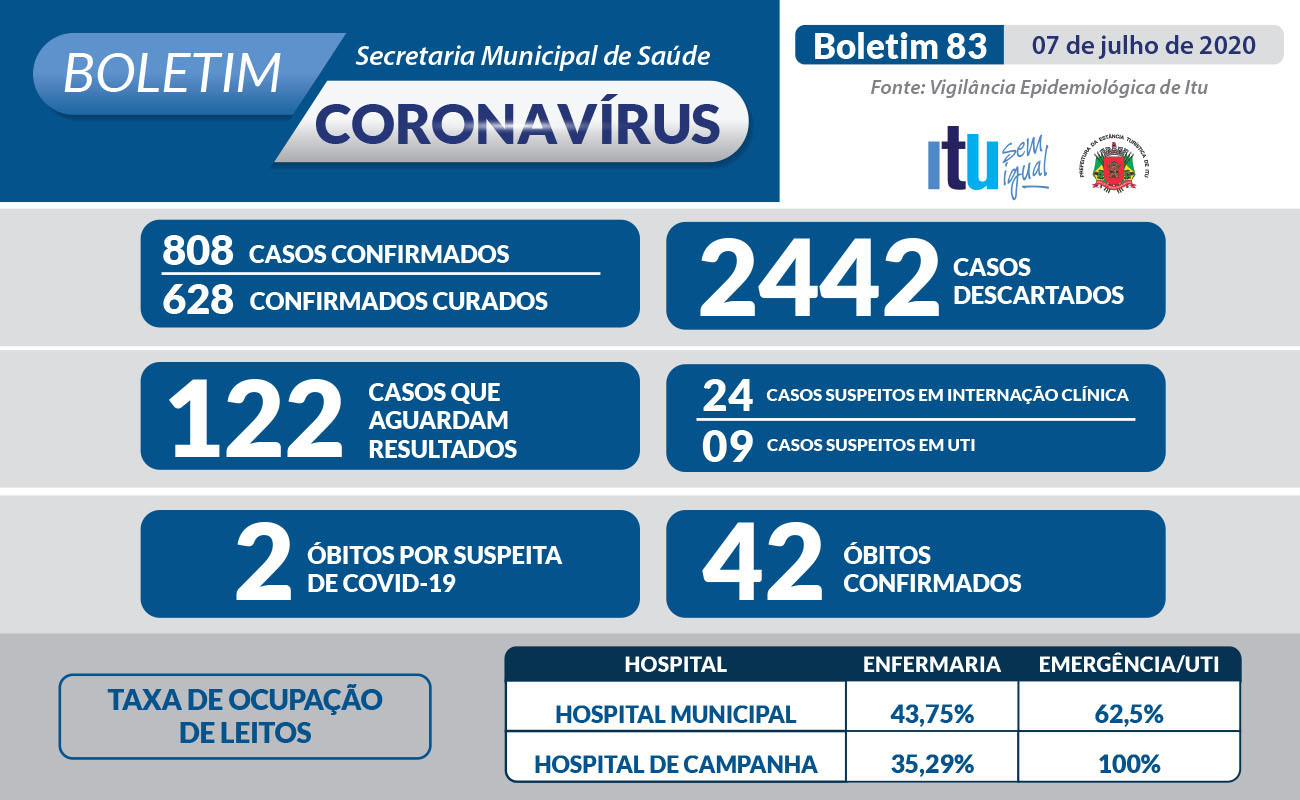 BOLETIM
Secretaria Municipal de Saúde
CORONAVÍRUS
Boletim 83
07 de julho de 2020
Fonte: Vigilância Epidemiológica de Itu
itu
sem
igual
PREFEITURA DA ESTÂNCIA TURÍSTICA DE ITU
808 CASOS CONFIRMADOS
628 CONFIRMADOS CURADOS
2442 CASOS
DESCARTADOS
122 CASOS QUE
AGUARDAM
RESULTADOS
24 CASOS SUSPEITOS EM INTERNAÇÃO CLÍNICA
09 CASOS SUSPEITOS EM UTI
2 ÓBITOS POR SUSPEITA
DE COVID-19
42 ÓBITOS
CONFIRMADOS
TAXA DE OCUPAÇÃO
DE LEITOS
HOSPITAL ENFERMARIA EMERGÊNCIA/UTI
HOSPITAL MUNICIPAL 43,75% 62,5%
HOSPITAL DE CAMPANHA 35,29% 100%